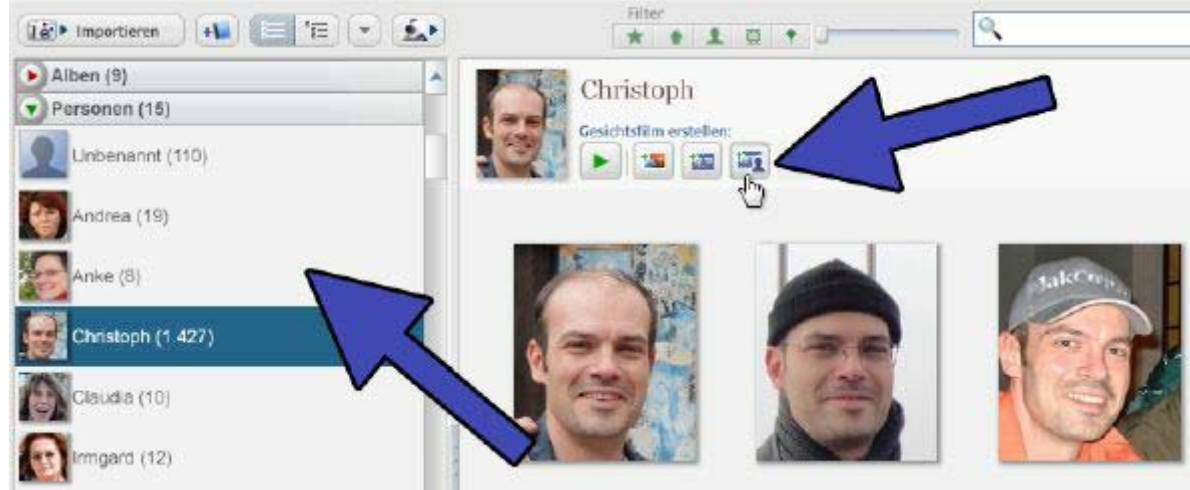 Importieren
Filter
Alben (9)
Personen (15)
Unbenannt (110)
Andrea (19)
Anke (8)
Christoph (1.427)
Claudia (10)
Irmgard (12)
Christoph
Gesichtsfilm erstellen: